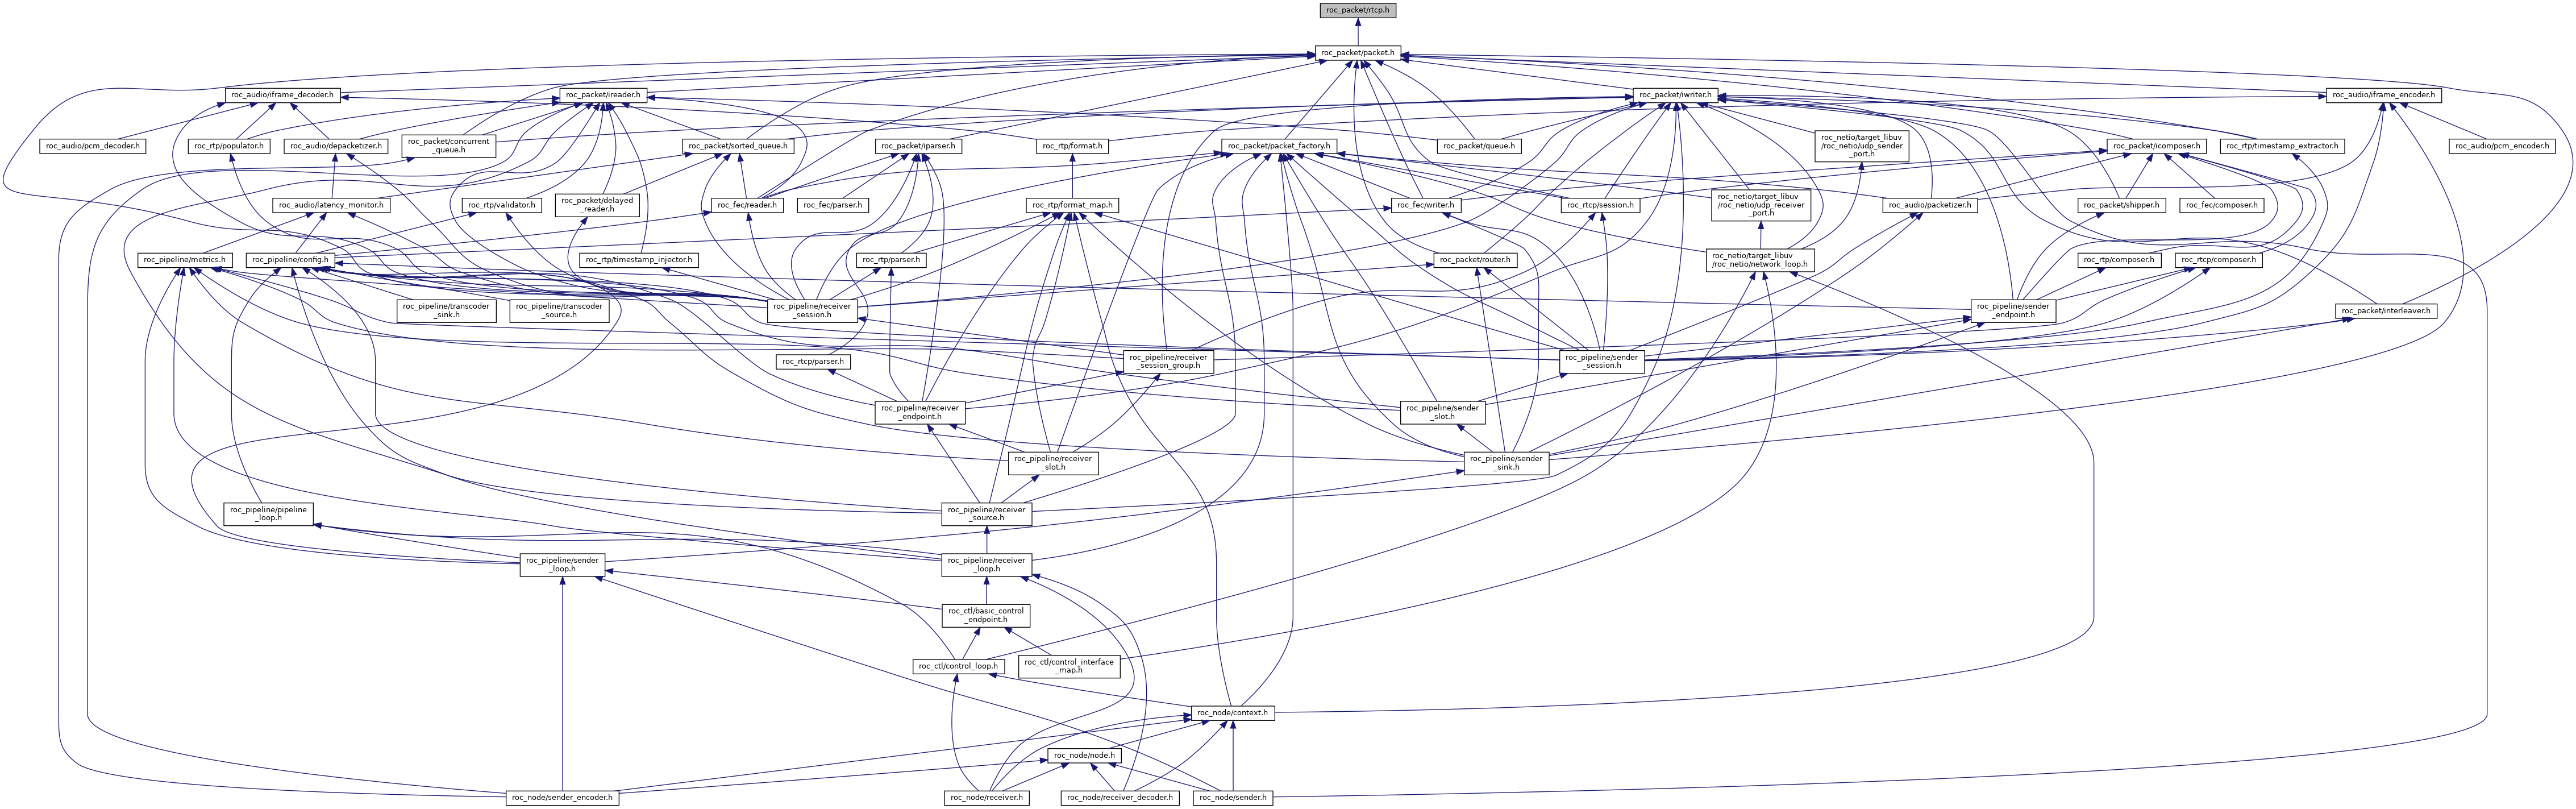 roc_packet/rtcp.h
roc_packet/packet.h
roc_audio/iframe_decoder.h
roc_packet/ireader.h
roc_packet/iwriter.h
roc_audio/iframe_encoder.h
roc_audio/pcm_decoder.h
roc_rtp/populator.h
roc_audio/depacketizer.h
roc_packet/concurrent
_queue.h
roc_packet/sorted_queue.h
roc_packet/iparser.h
roc_rtp/format.h
roc_packet/packet_factory.h
roc_packet/queue.h
roc_netio/target_libuv
/roc_netio/udp_sender
_port.h
roc_packet/icomposer.h
roc_rtp/timestamp_extractor.h
roc_audio/pcm_encoder.h
roc_audio/latency_monitor.h
roc_rtp/validator.h
roc_packet/delayed
_reader.h
roc_fec/reader.h
roc_fec/parser.h
roc_rtp/format_map.h
roc_fec/writer.h
roc_rtcp/session.h
roc_netio/target_libuv
/roc_netio/udp_receiver
_port.h
roc_audio/packetizer.h
roc_packet/shipper.h
roc_fec/composer.h
roc_pipeline/metrics.h
roc_pipeline/config.h
roc_rtp/timestamp_injector.h
roc_rtp/parser.h
roc_packet/router.h
roc_netio/target_libuv
/roc_netio/network_loop.h
roc_rtp/composer.h
roc_rtcp/composer.h
roc_pipeline/transcoder
_sink.h
roc_pipeline/transcoder
_source.h
roc_pipeline/receiver
_session.h
roc_pipeline/sender
_endpoint.h
roc_packet/interleaver.h
roc_rtcp/parser.h
roc_pipeline/receiver
_session_group.h
roc_pipeline/sender
_session.h
roc_pipeline/receiver
_endpoint.h
roc_pipeline/sender
_slot.h
roc_pipeline/receiver
_slot.h
roc_pipeline/sender
_sink.h
roc_pipeline/pipeline
_loop.h
roc_pipeline/receiver
_source.h
roc_pipeline/sender
_loop.h
roc_pipeline/receiver
_loop.h
roc_ctl/basic_control
_endpoint.h
roc_ctl/control_loop.h
roc_ctl/control_interface
_map.h
roc_node/context.h
roc_node/node.h
roc_node/sender_encoder.h
roc_node/receiver.h
roc_node/receiver_decoder.h
roc_node/sender.h